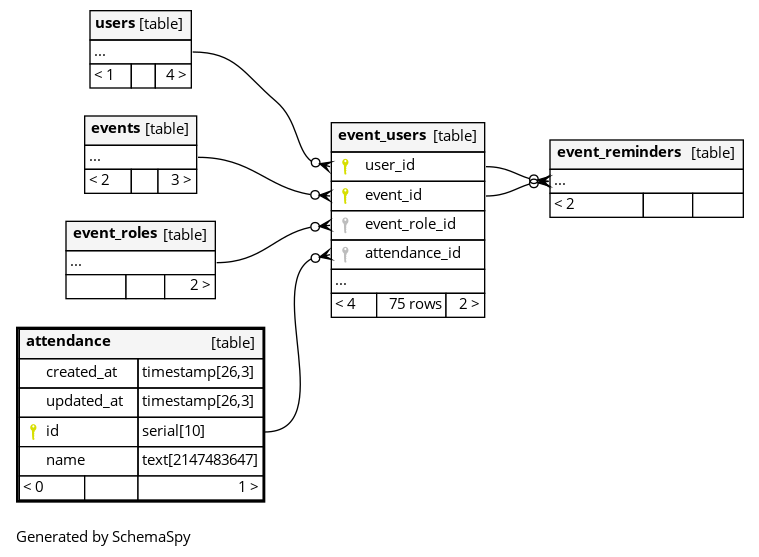 users [table]
...
< 1 4 >
events [table]
...
< 2 3 >
event_roles [table]
...
2 >
attendance [table]
created_at timestamp[26,3]
updated_at timestamp[26,3]
id serial[10]
name text[2147483647]
< 0 1 >
event_users [table]
user_id
event_id
event_role_id
attendance_id
...
< 4 75 rows 2 >
event_reminders [table]
...
< 2
Generated by SchemaSpy